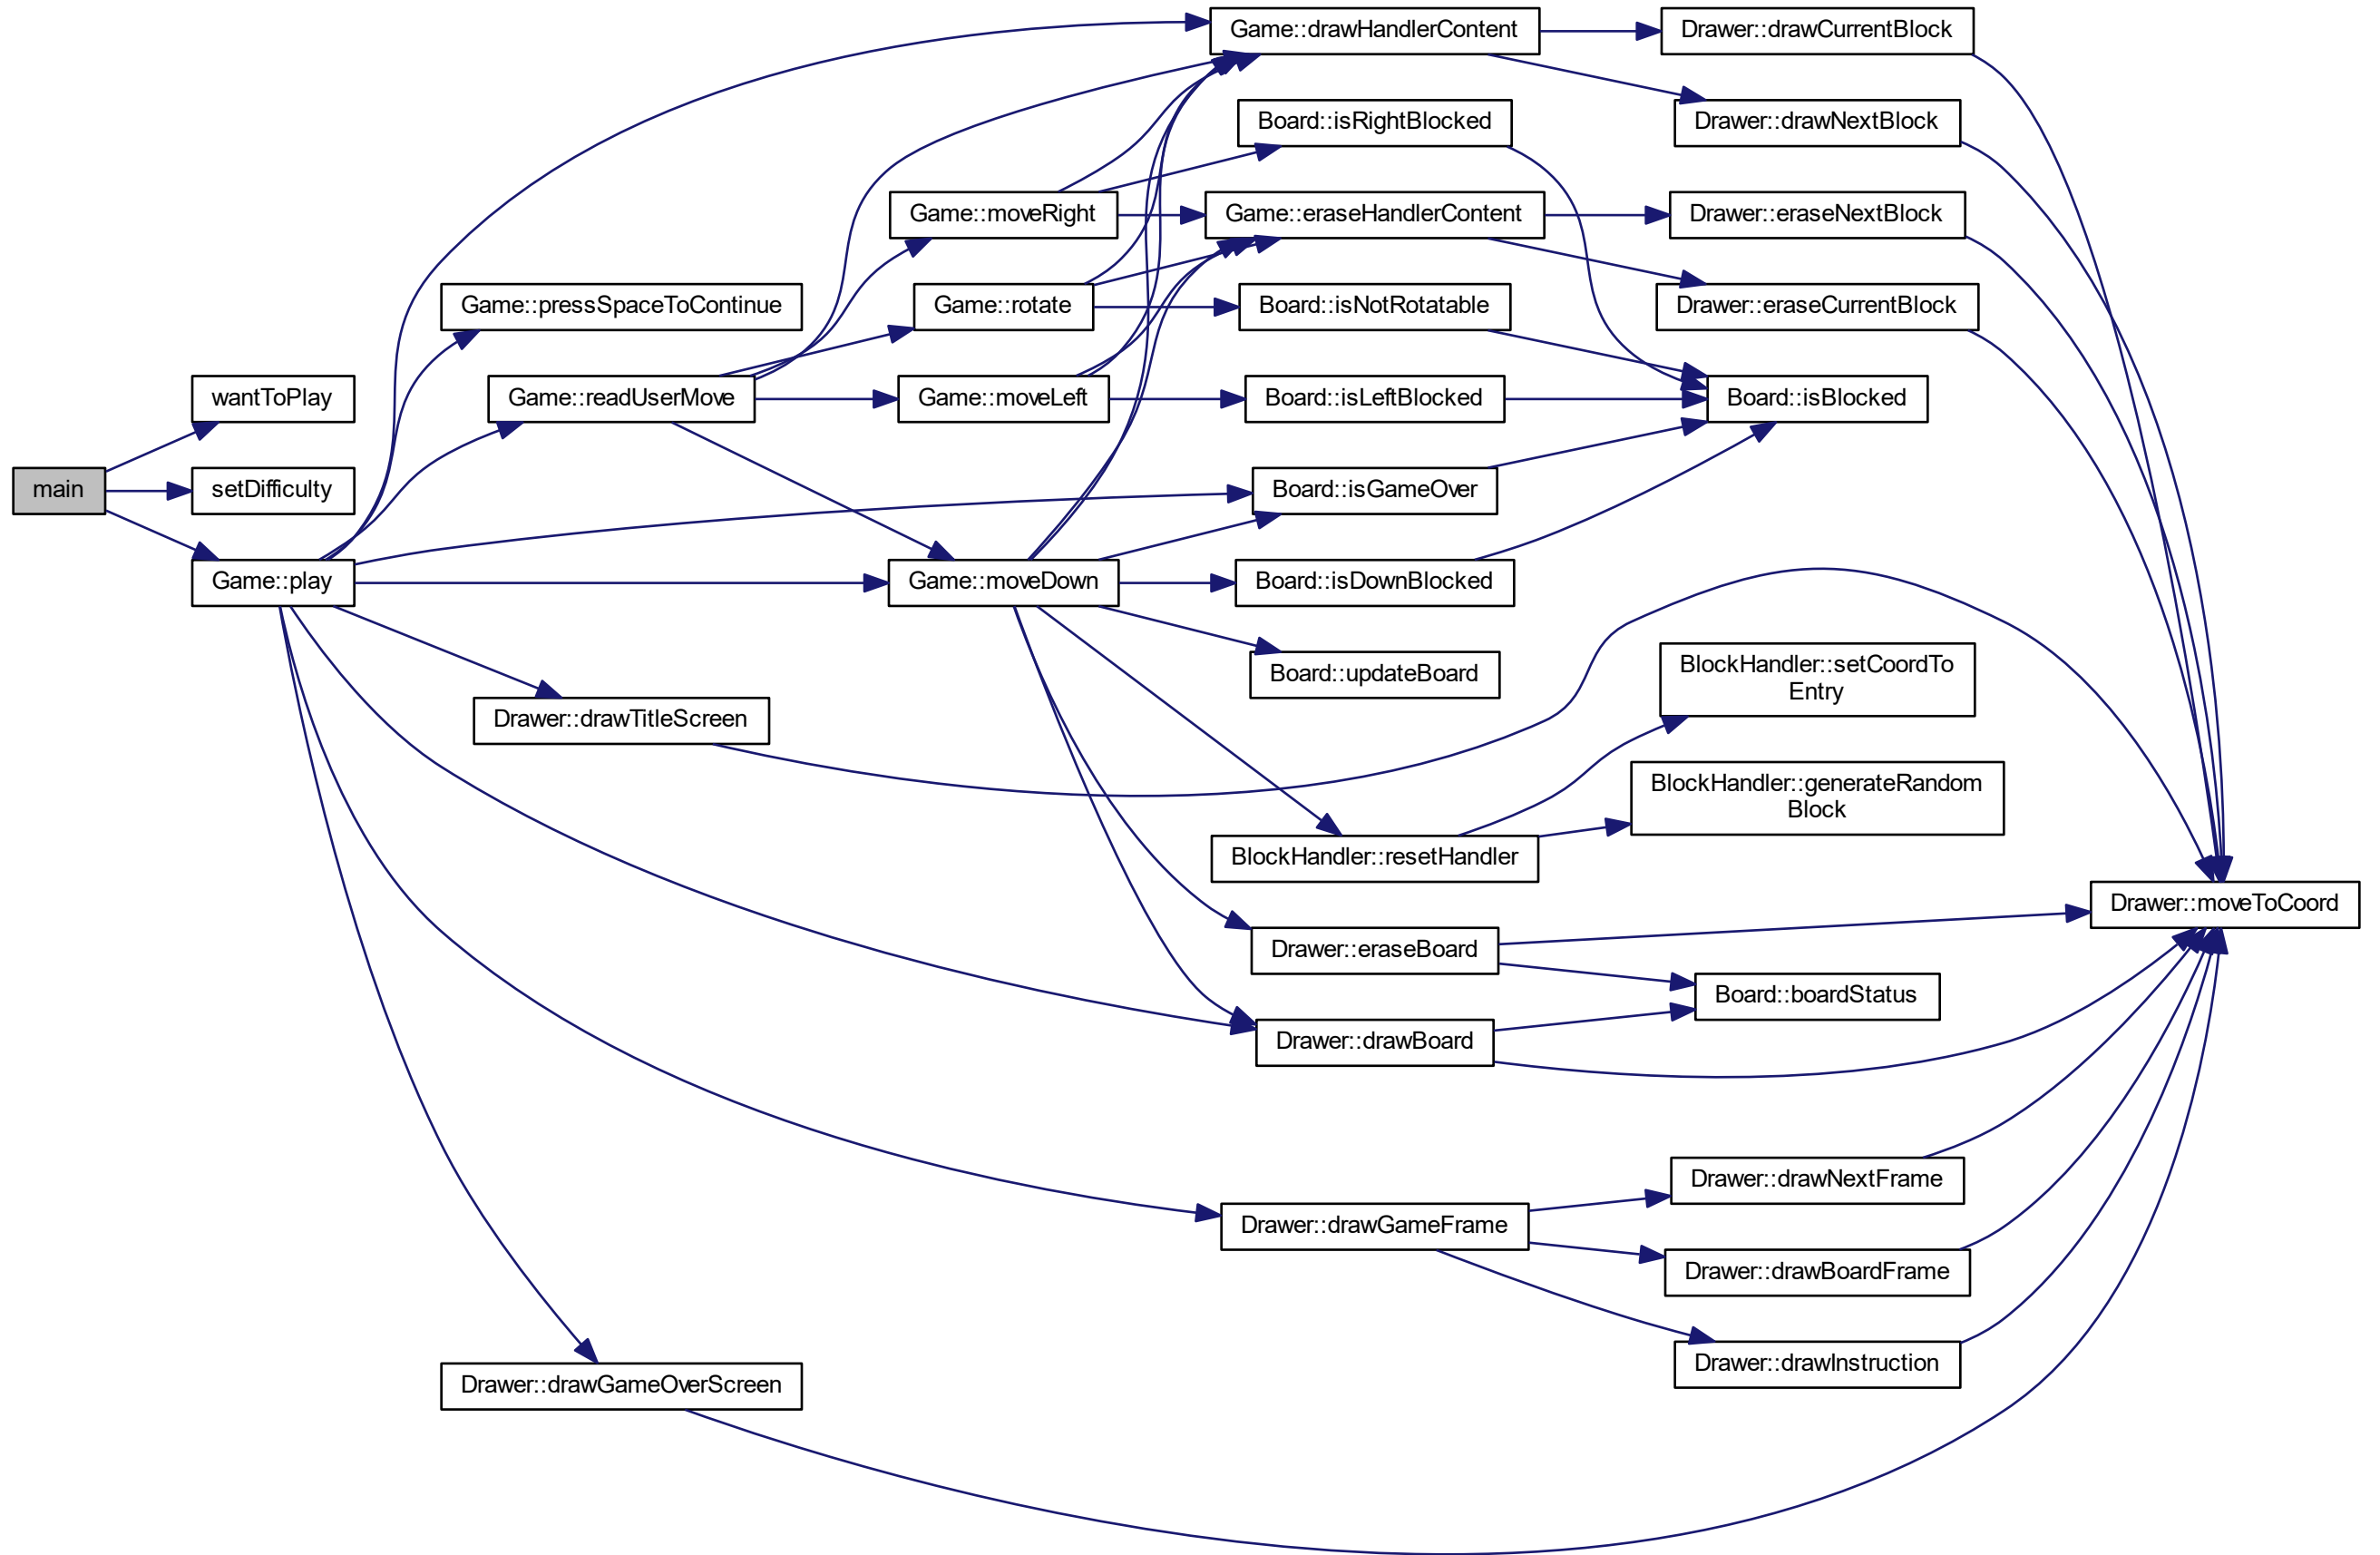 main
wantToPlay
setDifficulty
Game::play
Game::pressSpaceToContinue
Game::readUserMove
Drawer::drawTitleScreen
Drawer::drawGameOverScreen
Game::moveRight
Game::rotate
Game::moveLeft
Game::moveDown
Game::drawHandlerContent
Board::isRightBlocked
Game::eraseHandlerContent
Board::isNotRotatable
Board::isLeftBlocked
Board::isGameOver
Board::isDownBlocked
Board::updateBoard
BlockHandler::resetHandler
Drawer::eraseBoard
Drawer::drawBoard
Drawer::drawGameFrame
Drawer::drawCurrentBlock
Drawer::drawNextBlock
Drawer::eraseNextBlock
Drawer::eraseCurrentBlock
Board::isBlocked
BlockHandler::setCoordTo
Entry
BlockHandler::generateRandom
Block
Board::boardStatus
Drawer::drawNextFrame
Drawer::drawBoardFrame
Drawer::drawInstruction
Drawer::moveToCoord